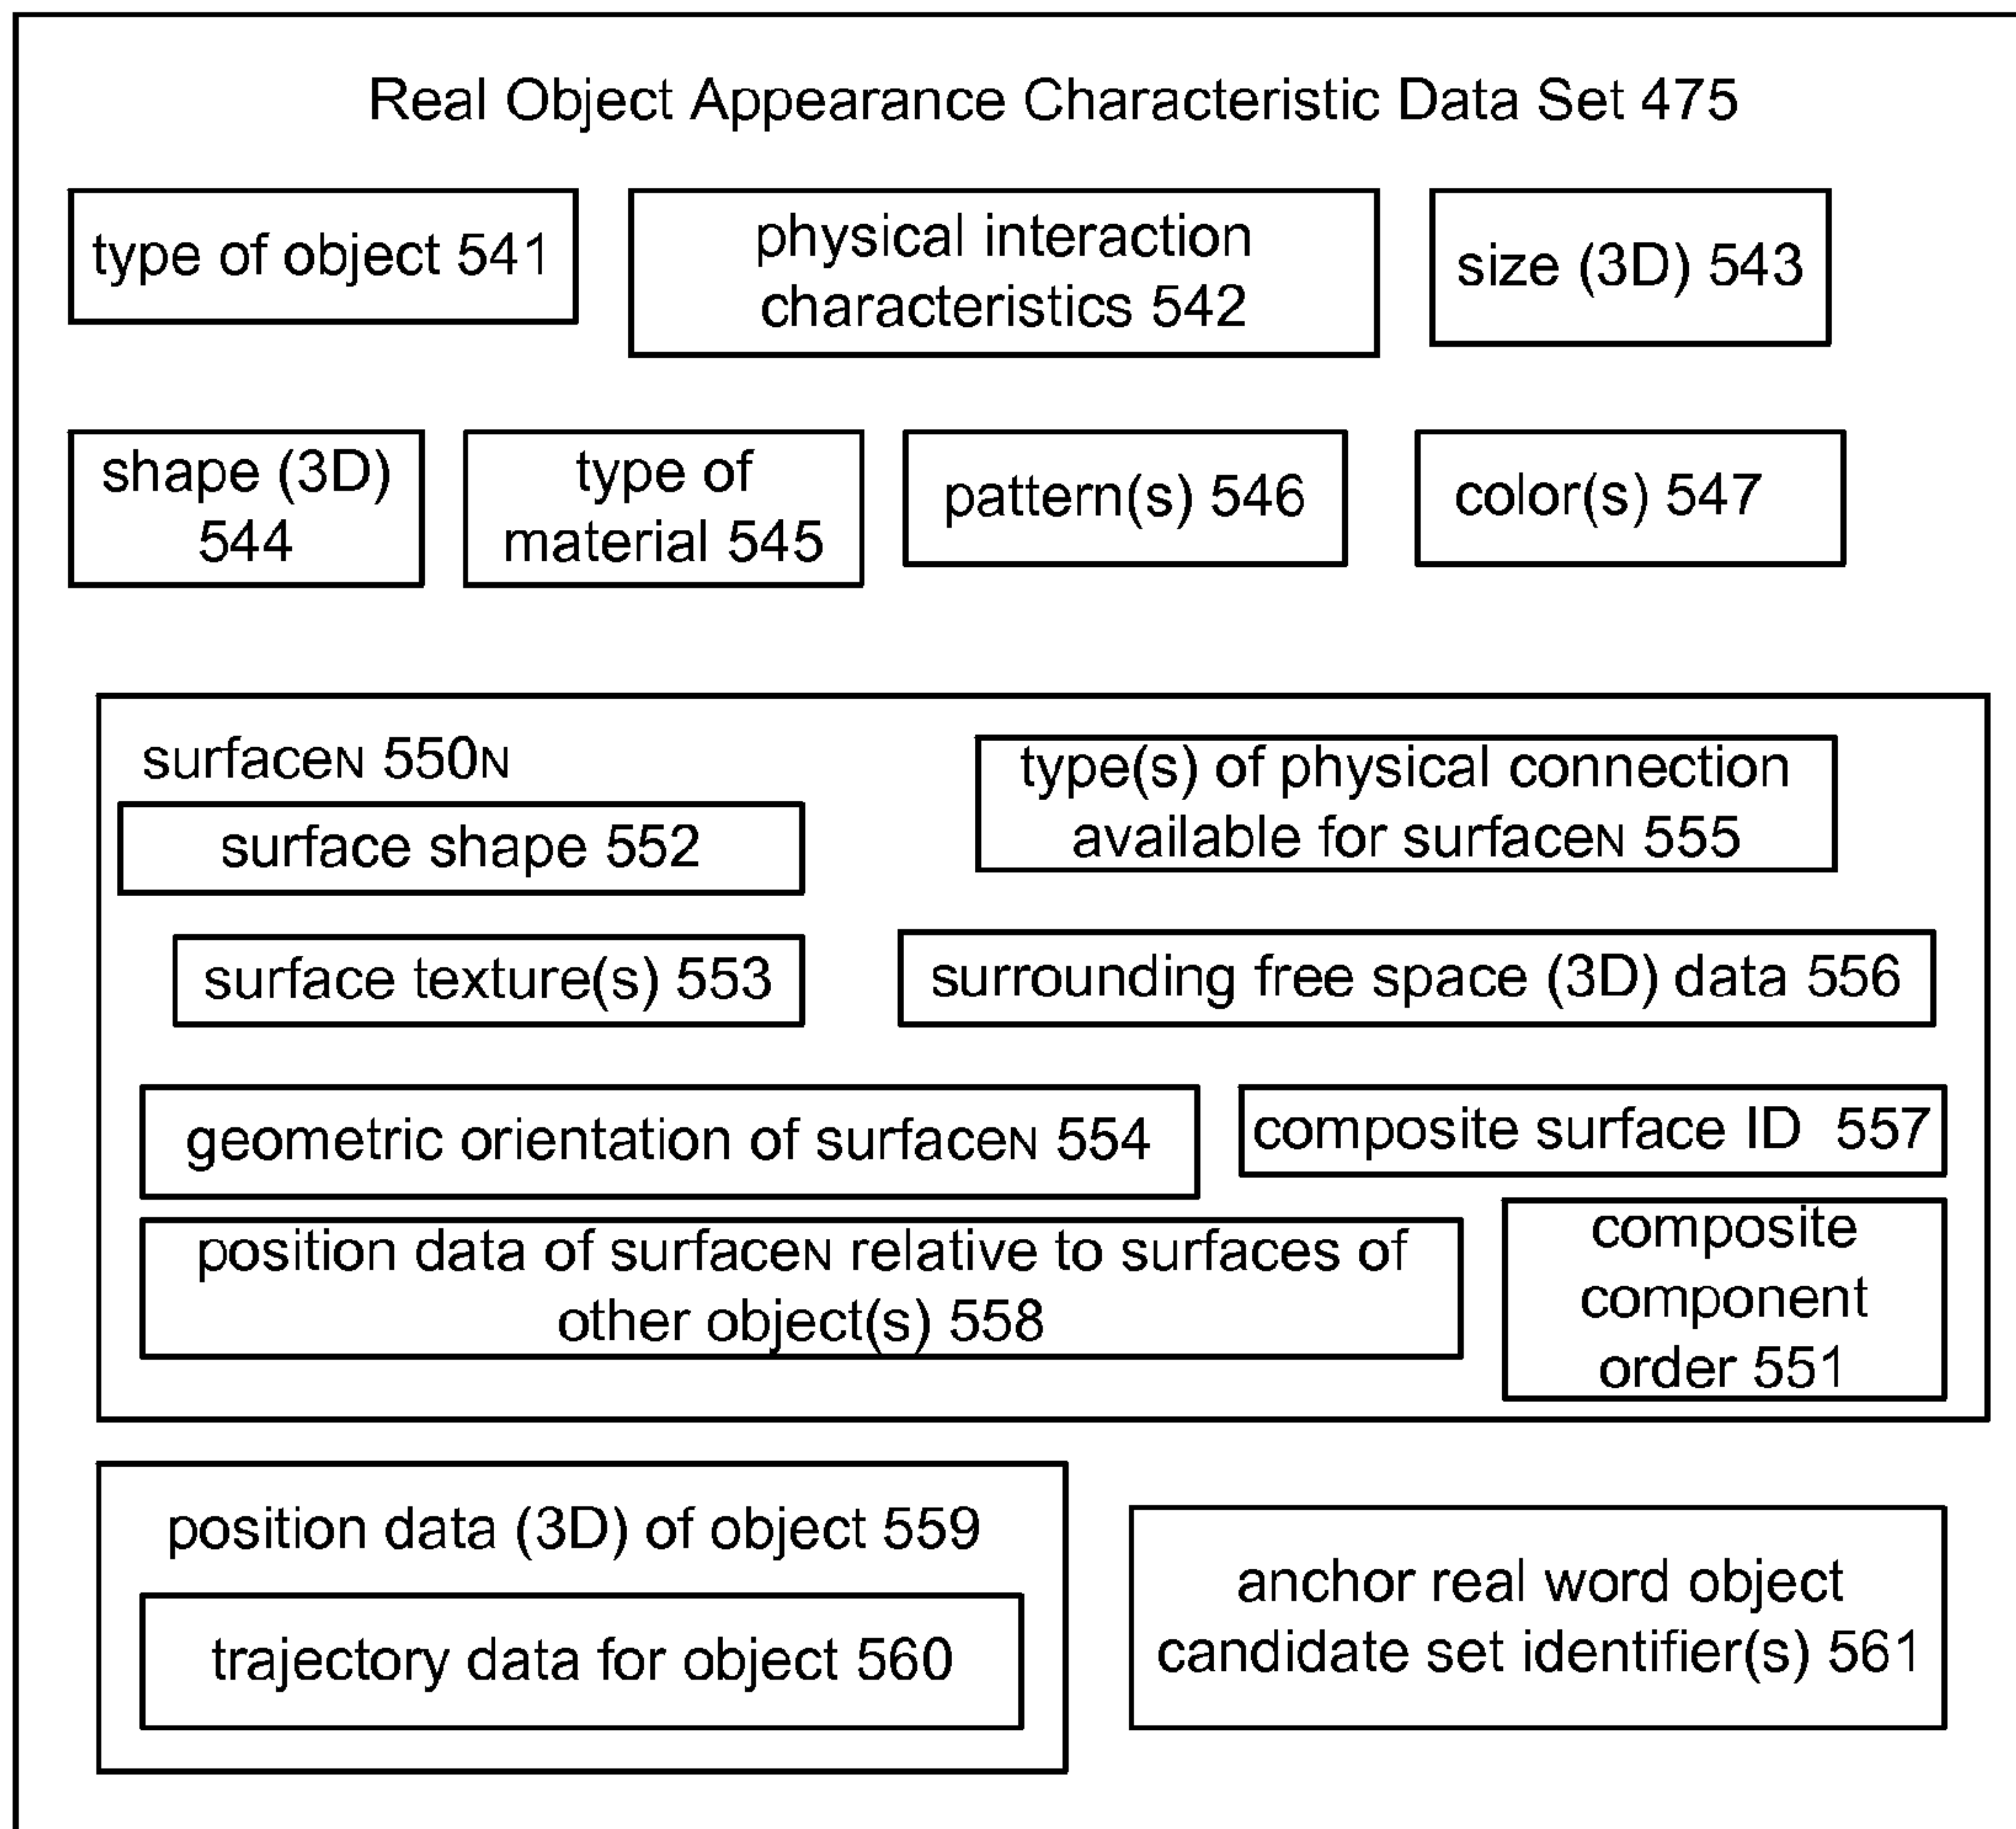 Real Object Appearance Characteristic Data Set 475
type of object 541
physical interaction
characteristics 542
size (3D) 543
shape (3D)
544
type of
material 545
pattern(s) 546
color(s) 547
surfaceN 550N
type(s) of physical connection
available for surfaceN 555
surface shape 552
surface texture(s) 553
surrounding free space (3D) data 556
geometric orientation of surfaceN 554
composite surface ID 557
position data of surfaceN relative to surfaces of
other object(s) 558
composite
component
order 551
position data (3D) of object 559
trajectory data for object 560
anchor real word object
candidate set identifier(s) 561